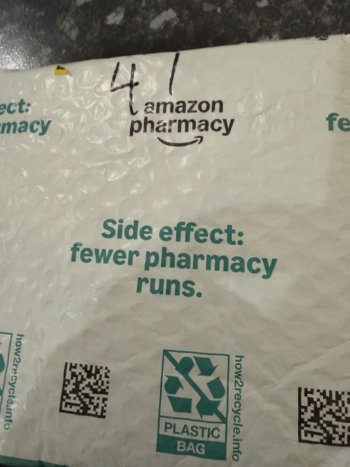 41
ect:
macy
amazon
pharmacy
fe
Side effect:
fewer pharmacy
runs.
how2recycle.info
PLASTIC
BAG
how2recycle.info